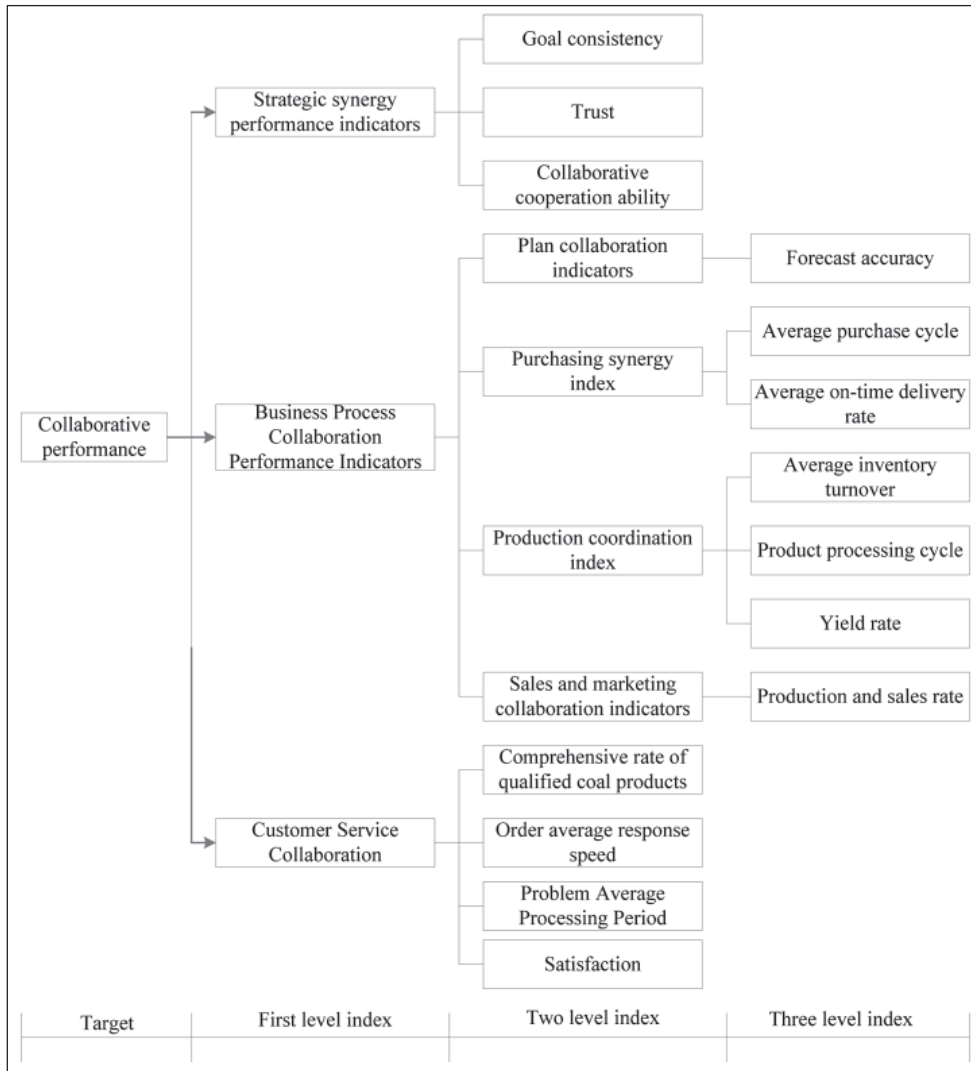 Goal consistency
Strategic synergy
performance indicators
Trust
Collaborative
cooperation ability
Plan collaboration
indicators
Forecast accuracy
Average purchase cycle
Purchasing synergy
index
Average on-time delivery
rate
Collaborative
performance
Business Process
Collaboration
Performance Indicators
Average inventory
turnover
Production coordination
index
Product processing cycle
Yield rate
Sales and marketing
collaboration indicators
Production and sales rate
Comprehensive rate of
qualified coal products
Customer Service
Collaboration
Order average response
speed
Problem Average
Processing Period
Satisfaction
Target
First level index
Two level index
Three level index